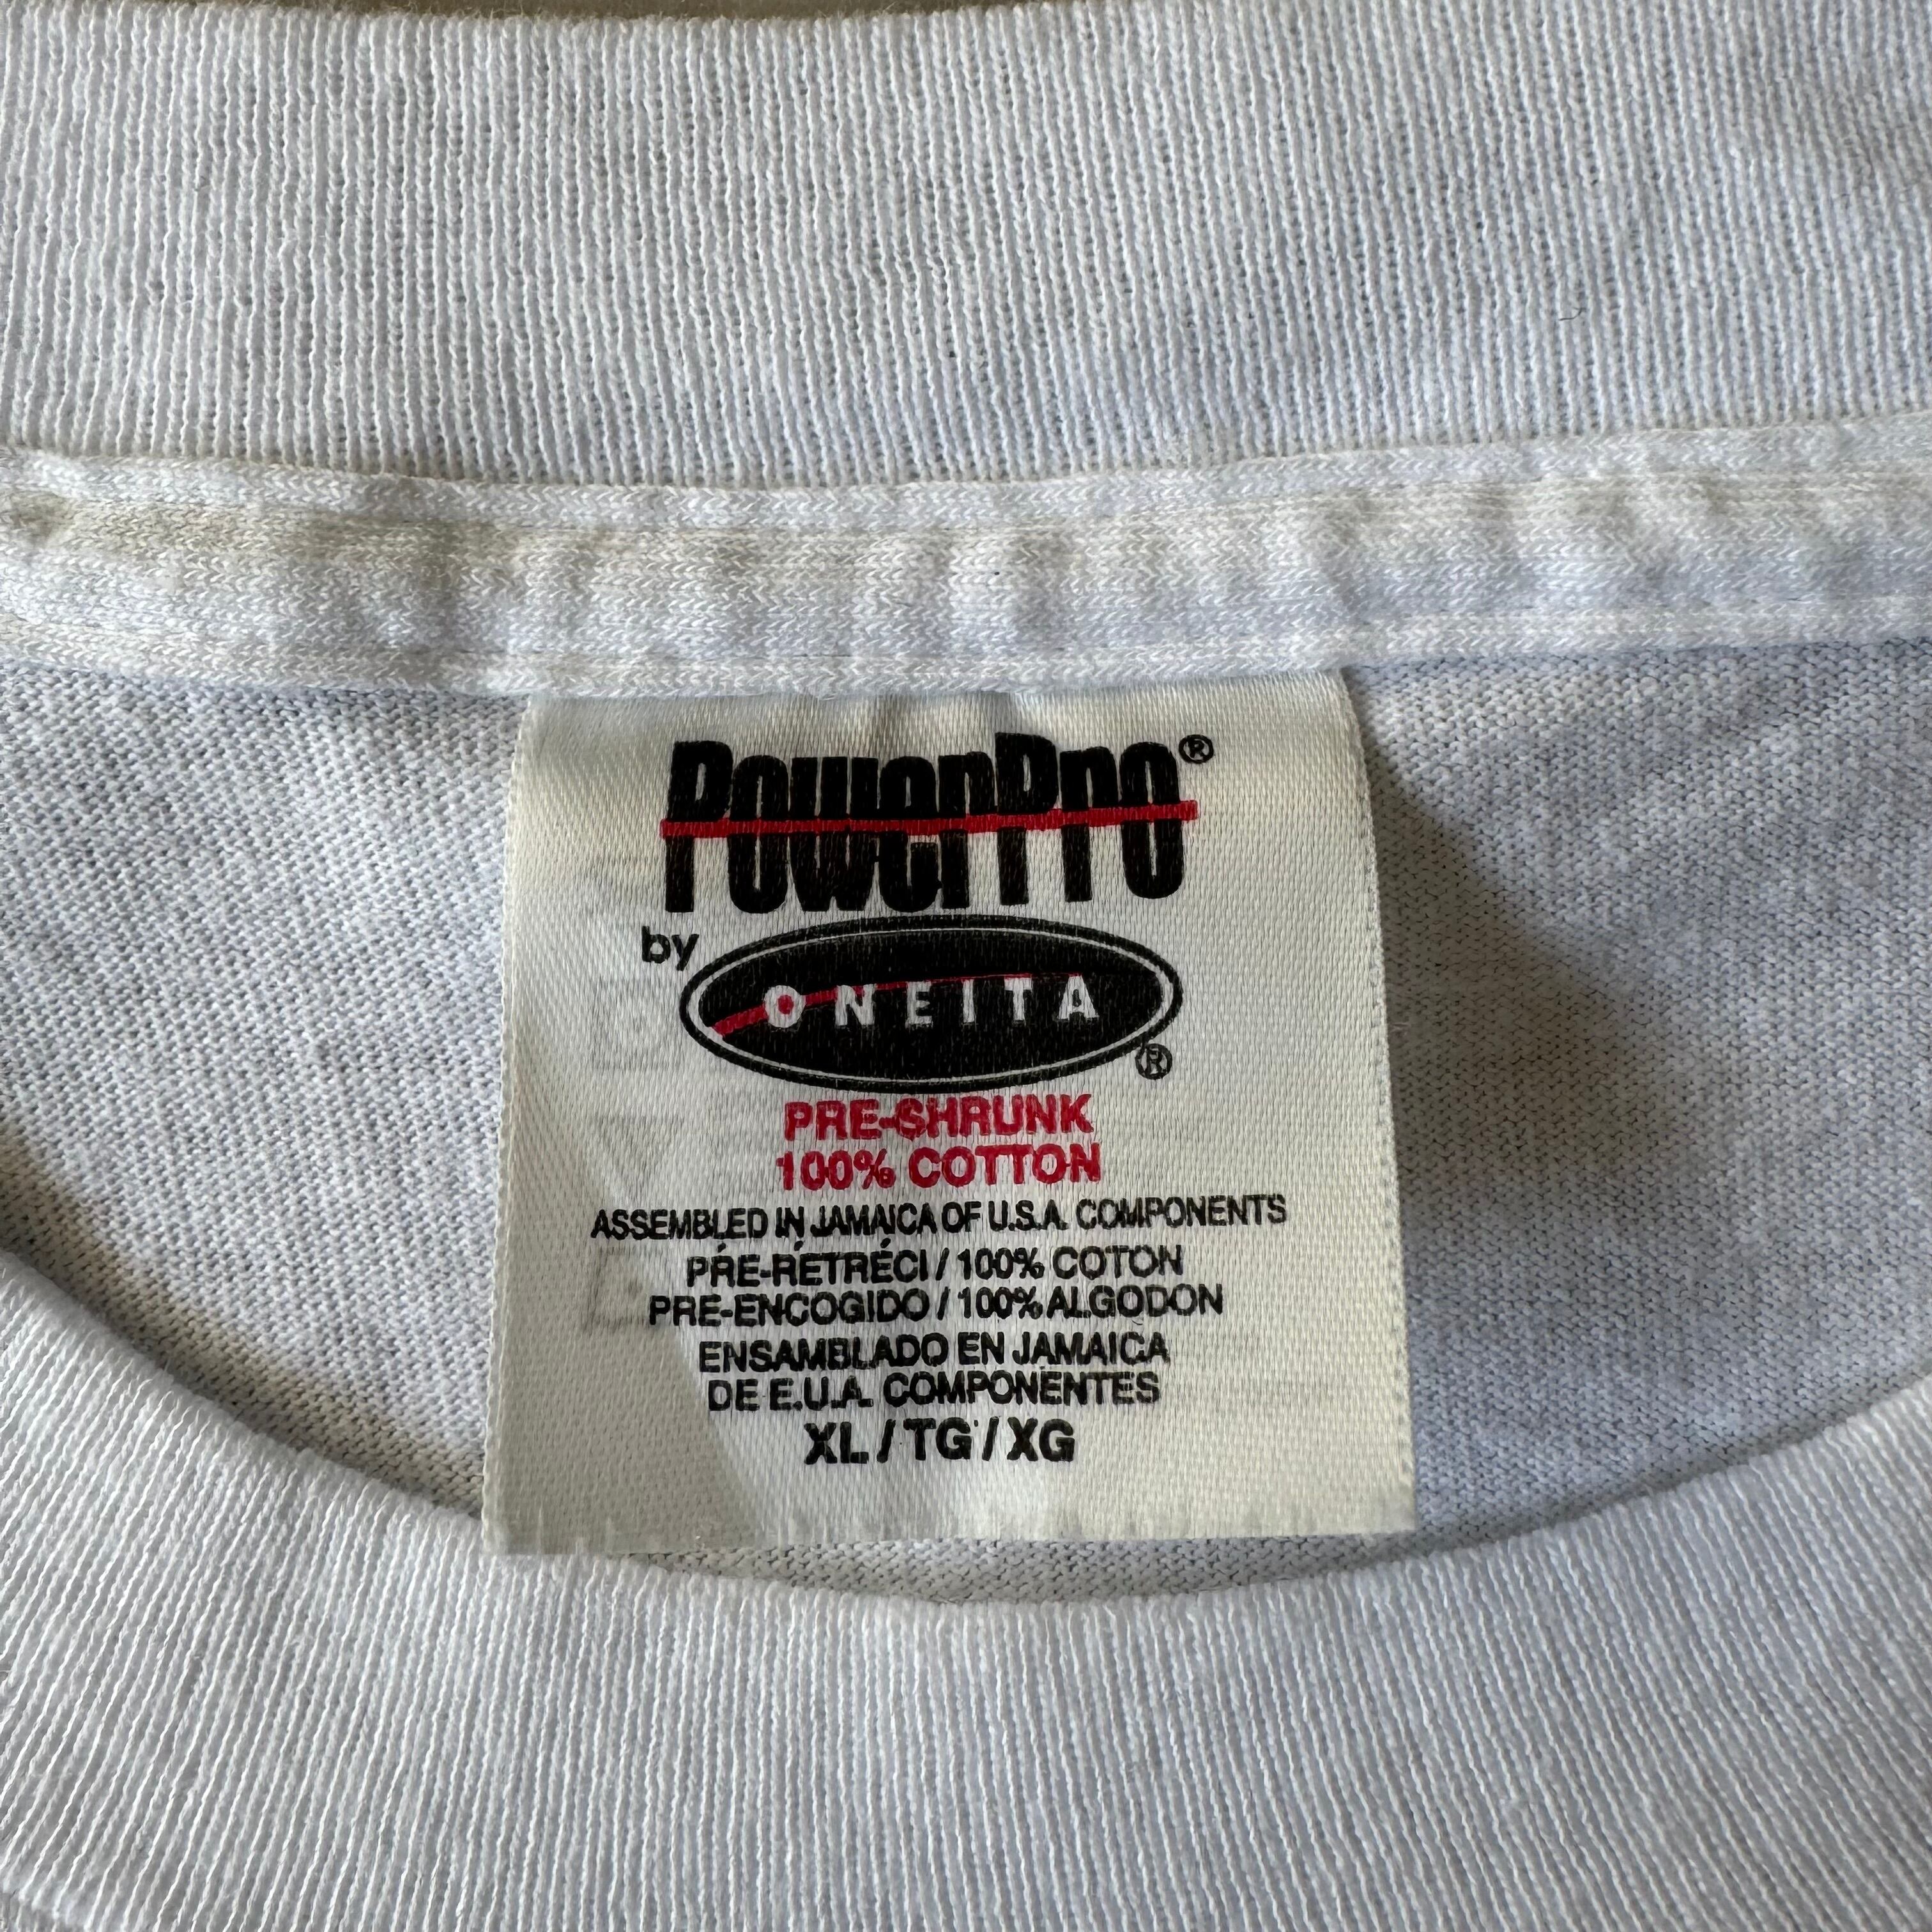 PowerPro®
by ONEITA®
PRE-SHRUNK
100% COTTON
ASSEMBLED IN JAMAICA OF U.S.A. COMPONENTS
PRÉ-RÉTRÉCI / 100% COTON
PRE-ENCOGIDO / 100% ALGODON
ENSAMBLADO EN JAMAICA
DE E.U.A. COMPONENTES
XL / TG / XG